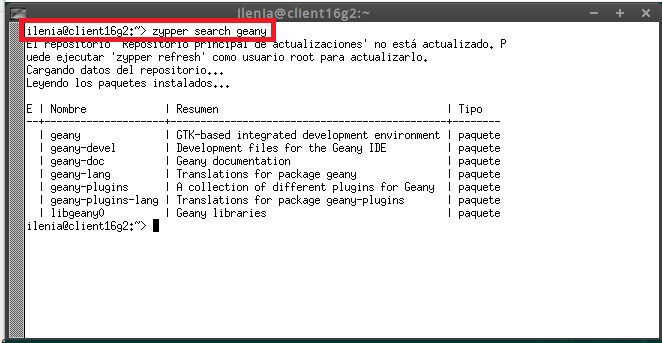 ilenia@client16g2:~
ilenia@client16g2:~> zypper search geany
El repositorio 'Repositorio principal de actualizaciones' no está actualizado. P
uede ejecutar 'zypper refresh' como usuario root para actualizarlo.
Cargando datos del repositorio...
Leyendo los paquetes instalados...
E | Nombre | Resumen | Tipo
--+--------------------+-------------------------------------------+--------
| geany | GTK-based integrated development environment | paquete
| geany-devel | Development files for the Geany IDE | paquete
| geany-doc | Geany documentation | paquete
| geany-lang | Translations for package geany | paquete
| geany-plugins | A collection of different plugins for Geany | paquete
| geany-plugins-lang | Translations for package geany-plugins | paquete
| libgeany0 | Geany libraries | paquete
ilenia@client16g2:~>